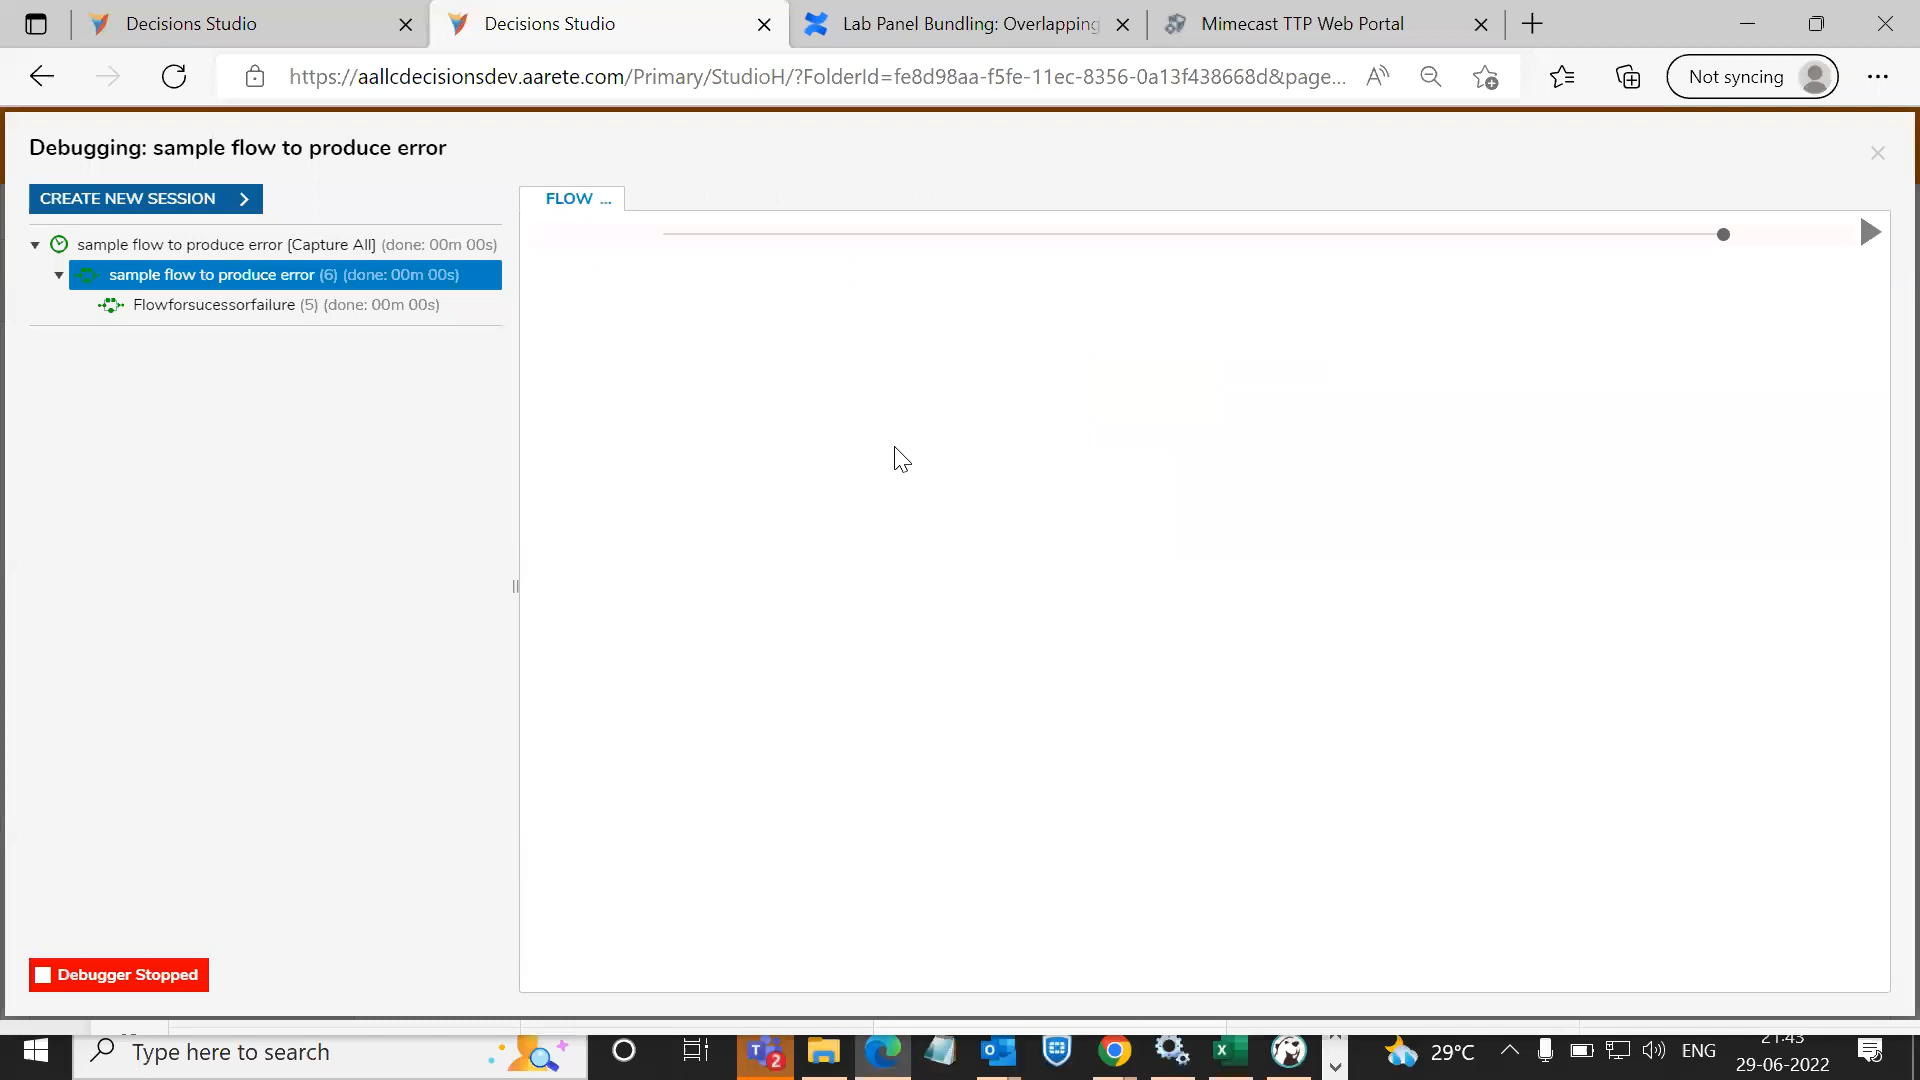 Decisions Studio
Decisions Studio
Lab Panel Bundling: Overlapping
Mimecast TTP Web Portal
https://aallcdecisionsdev.aarete.com/Primary/StudioH/?FolderId=fe8d98aa-f5fe-11ec-8356-0a13f438668d&page...
Not syncing
Debugging: sample flow to produce error
CREATE NEW SESSION
FLOW ...
sample flow to produce error [Capture All] (done: 00m 00s)
sample flow to produce error (6) (done: 00m 00s)
Flowforsucessorfailure (5) (done: 00m 00s)
Debugger Stopped
Type here to search
2
29°C
ENG
21:43
29-06-2022